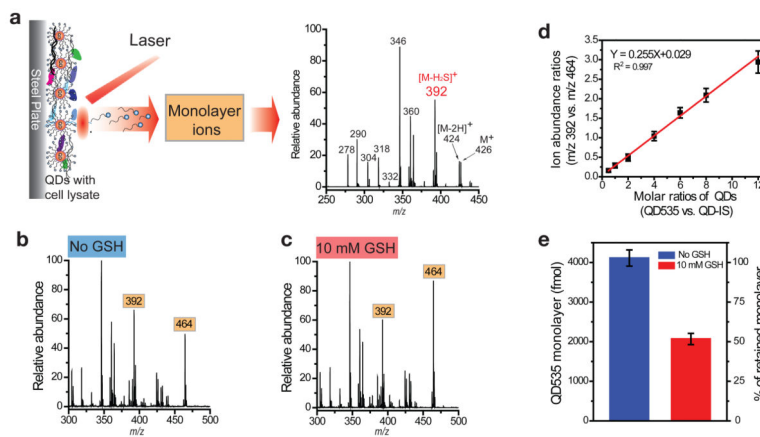 a
Steel Plate
QDs with
cell lysate
Laser
Monolayer
ions
Relative abundance
100
80
60
40
20
0
346
[M-H₂S]⁺
392
360
290
278
304
318
332
[M-2H]⁺
424
M⁺
426
250
300
350
400
450
m/z
b
No GSH
Relative abundance
100
80
60
40
20
0
392
464
300
350
400
450
500
m/z
c
10 mM GSH
Relative abundance
100
80
60
40
20
0
392
464
300
350
400
450
500
m/z
d
Ion abundance ratios
(m/z 392 vs. m/z 464)
3.5
3.0
2.5
2.0
1.5
1.0
0.5
0.0
Y = 0.255X+0.029
R² = 0.997
0
2
4
6
8
10
12
Molar ratios of QDs
(QD535 vs. QD-IS)
e
QD535 monolayer (fmol)
4000
3000
2000
1000
0
No GSH
10 mM GSH
100
75
50
25
0
% of retained monolayer